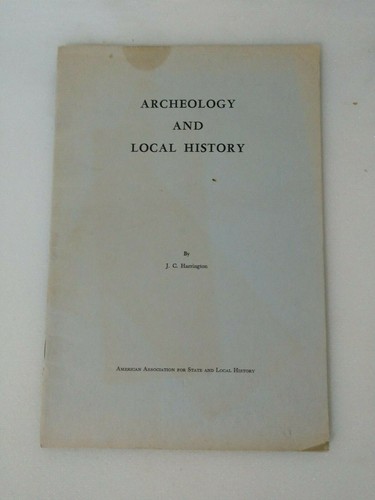 ARCHEOLOGY
AND
LOCAL HISTORY
By
J. C. Harrington
American Association for State and Local History